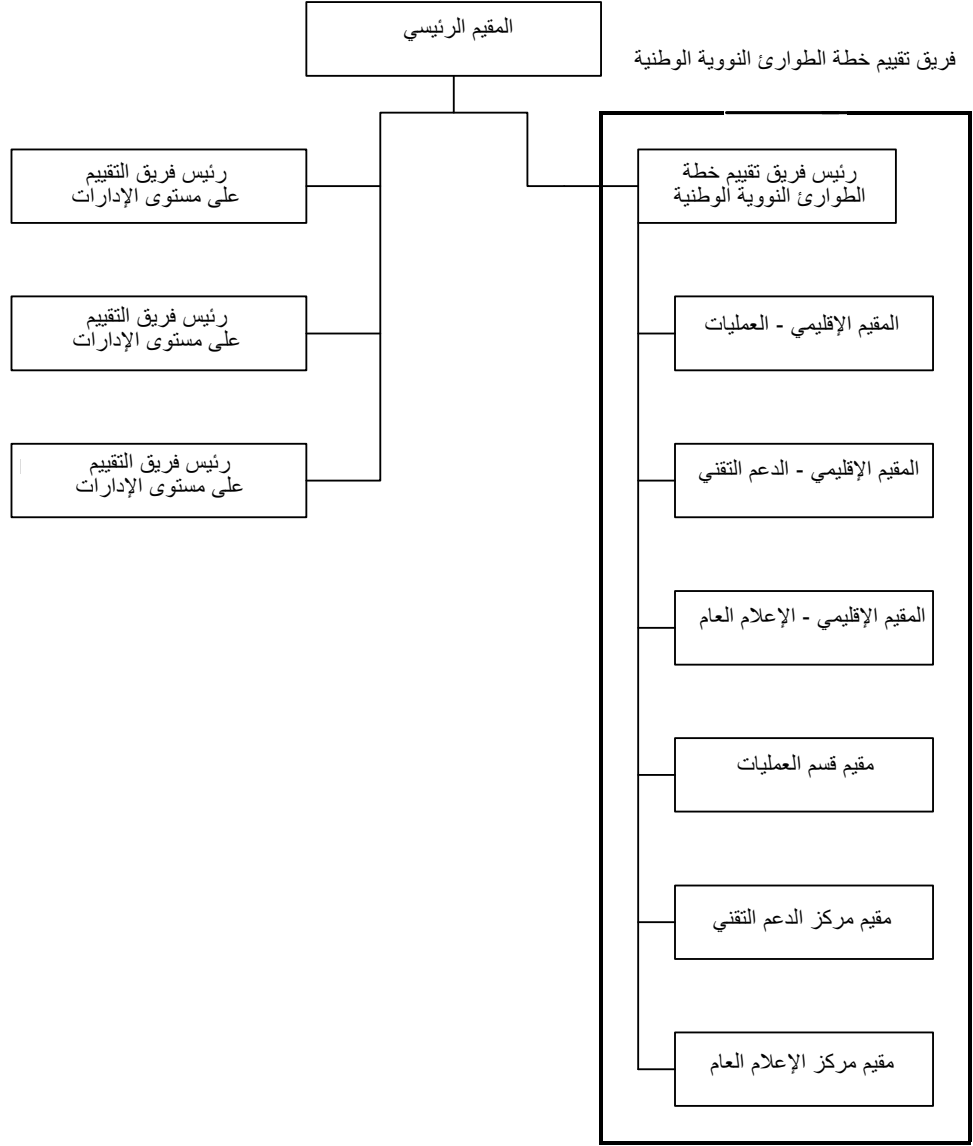 المقيم الرئيسي
فريق تقييم خطة الطوارئ النووية الوطنية
رئيس فريق تقييم خطة
الطوارئ النووية الوطنية
المقيم الإقليمي - العمليات
المقيم الإقليمي - الدعم التقني
المقيم الإقليمي - الإعلام العام
مقيم قسم العمليات
مقيم مركز الدعم التقني
مقيم مركز الإعلام العام
رئيس فريق التقييم
على مستوى الإدارات
رئيس فريق التقييم
على مستوى الإدارات
رئيس فريق التقييم
على مستوى الإدارات